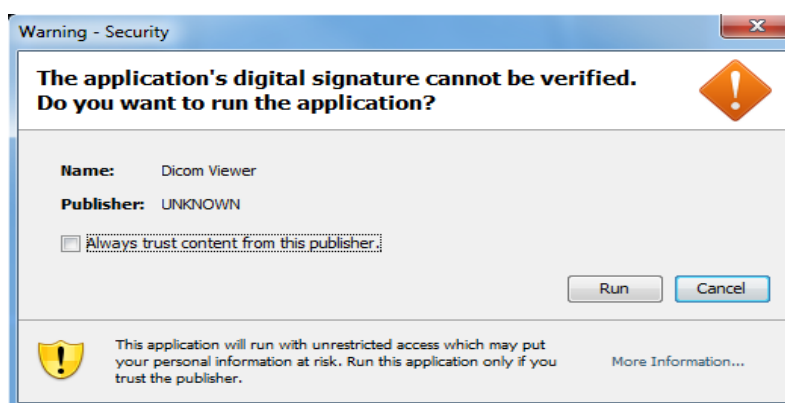 Warning - Security
The application's digital signature cannot be verified.
Do you want to run the application?
Name: Dicom Viewer
Publisher: UNKNOWN
Always trust content from this publisher.
Run Cancel
This application will run with unrestricted access which may put
your personal information at risk. Run this application only if you
trust the publisher.
More Information...